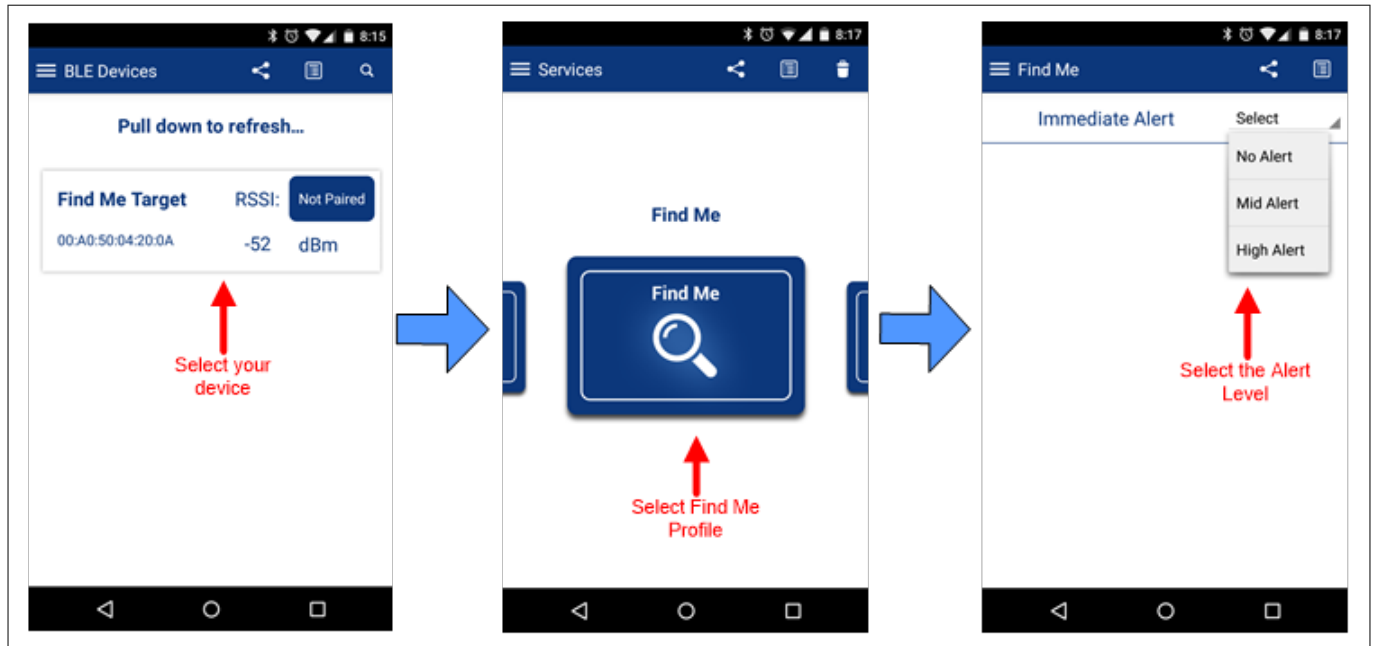 8:15
BLE Devices
Pull down to refresh...
Find Me Target RSSI: Not Paired
00:A0:50:04:20:0A -52 dBm
Select your
device
8:17
Services
Find Me
Find Me
Select Find Me
Profile
8:17
Find Me
Immediate Alert Select
No Alert
Mid Alert
High Alert
Select the Alert
Level